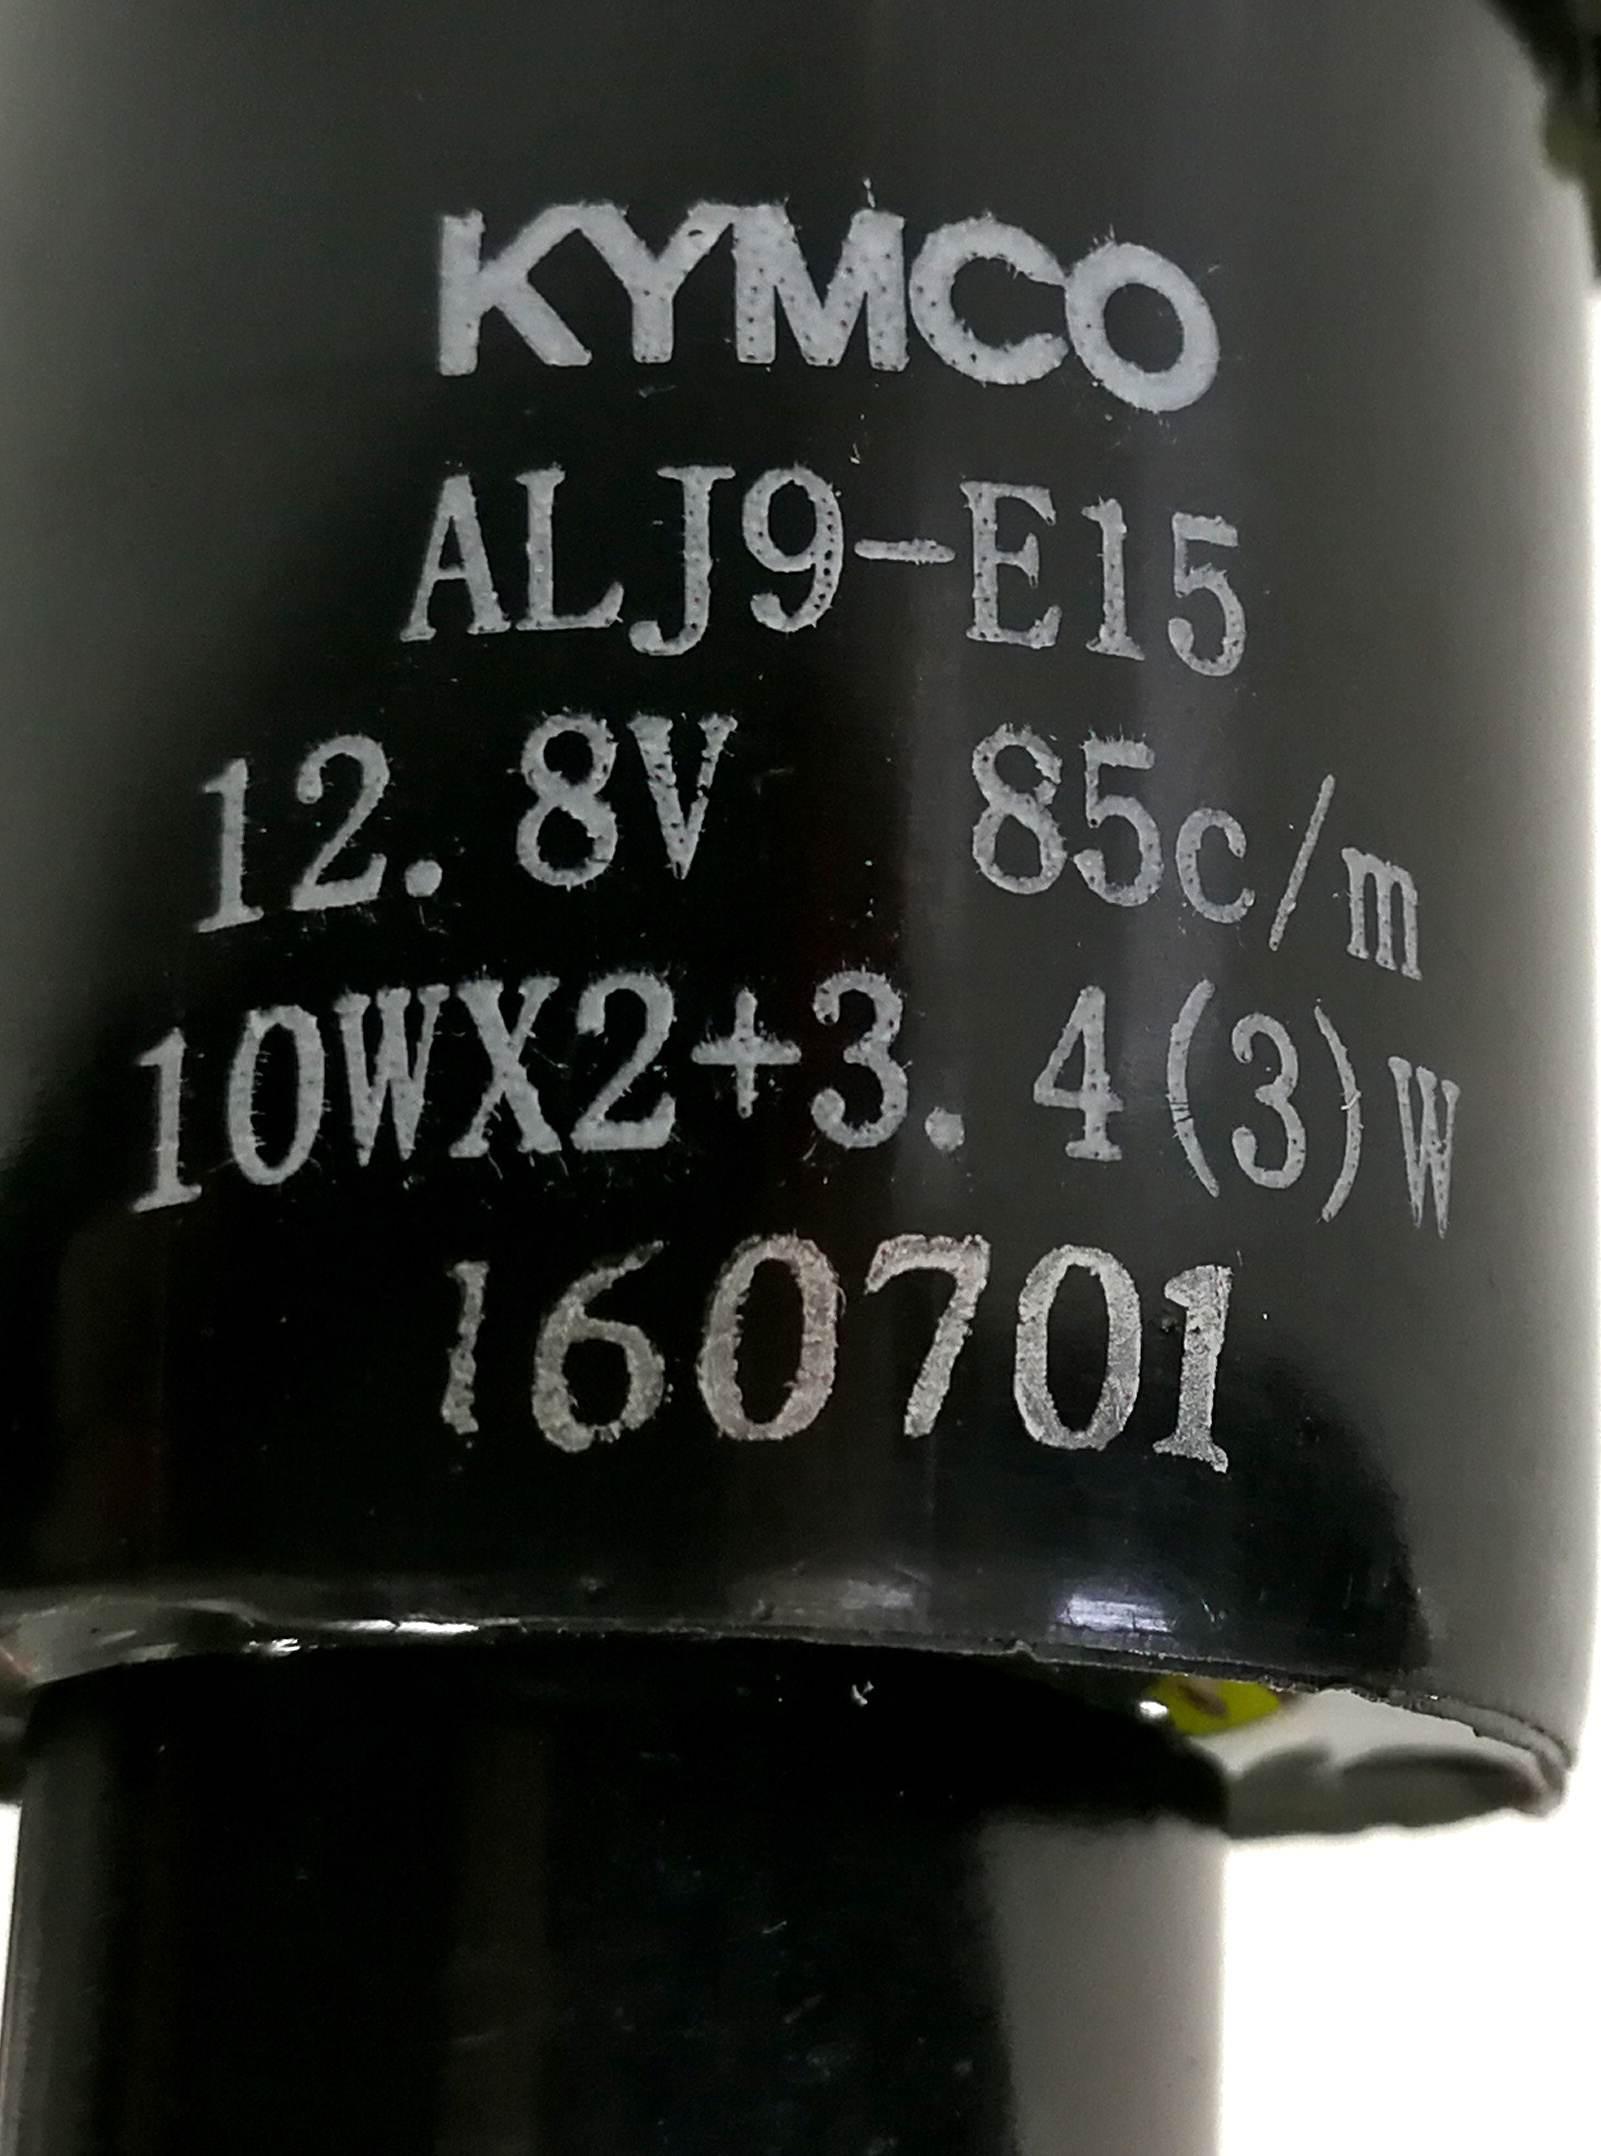 KYMCO
ALJ9-E15
12.8V 85c/m
10WX2+3.4(3)W
160701